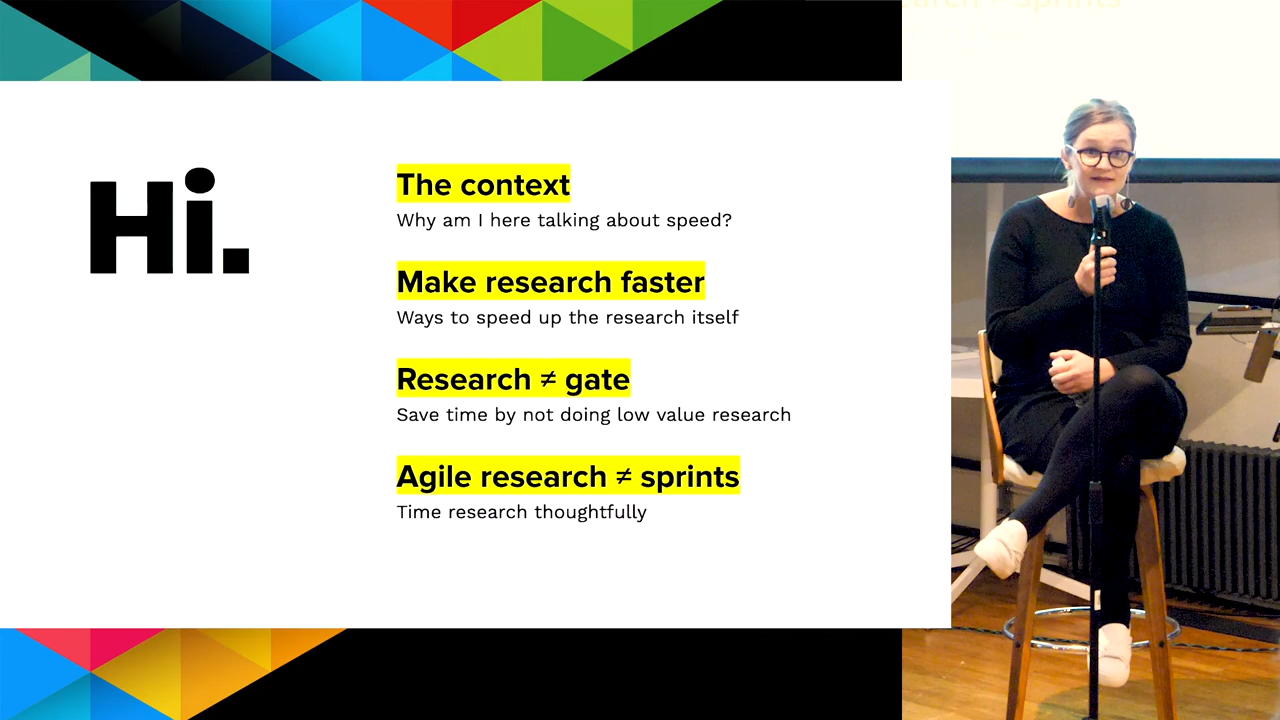 Hi.
The context
Why am I here talking about speed?
Make research faster
Ways to speed up the research itself
Research ≠ gate
Save time by not doing low value research
Agile research ≠ sprints
Time research thoughtfully